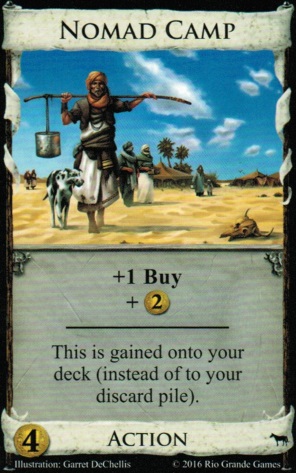 NOMAD CAMP
+1 Buy
+ 2
This is gained onto your
deck (instead of to your
discard pile).
4 ACTION
Illustration: Garret DeChellis © 2016 Rio Grande Games